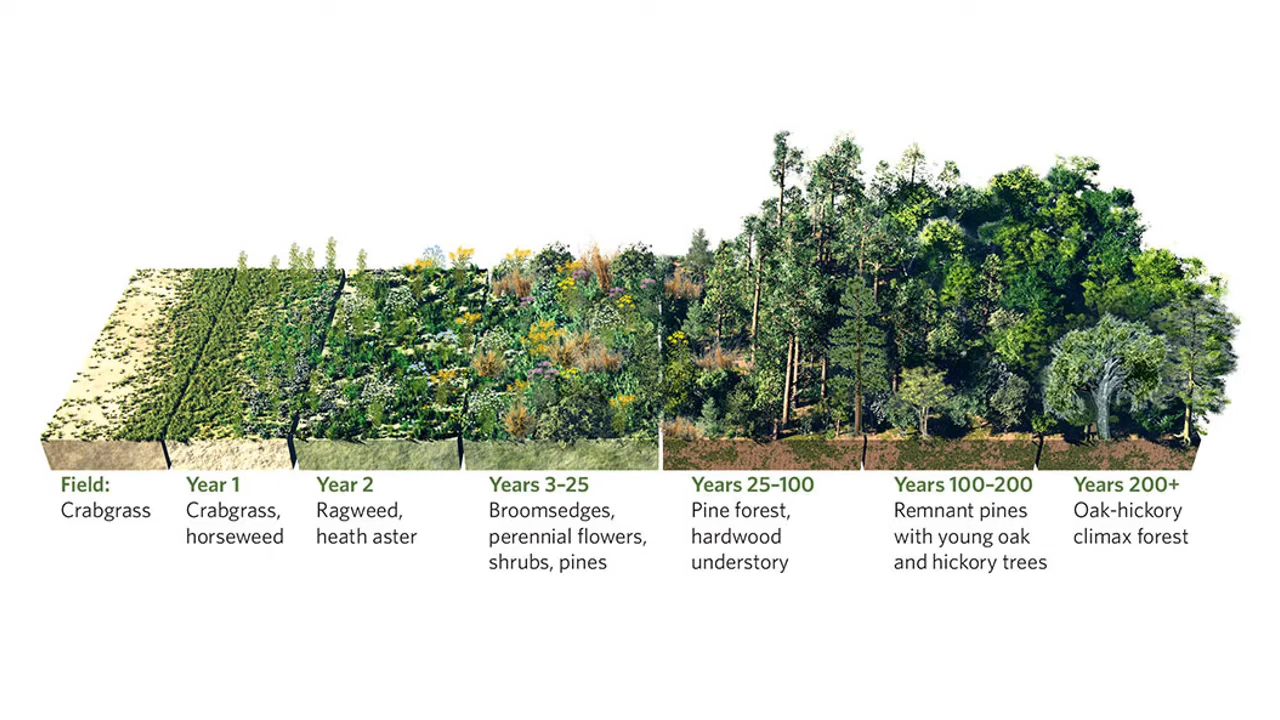 Field:
Crabgrass
Year 1
Crabgrass,
horseweed
Year 2
Ragweed,
heath aster
Years 3–25
Broomsedges,
perennial flowers,
shrubs, pines
Years 25–100
Pine forest,
hardwood
understory
Years 100–200
Remnant pines
with young oak
and hickory trees
Years 200+
Oak-hickory
climax forest